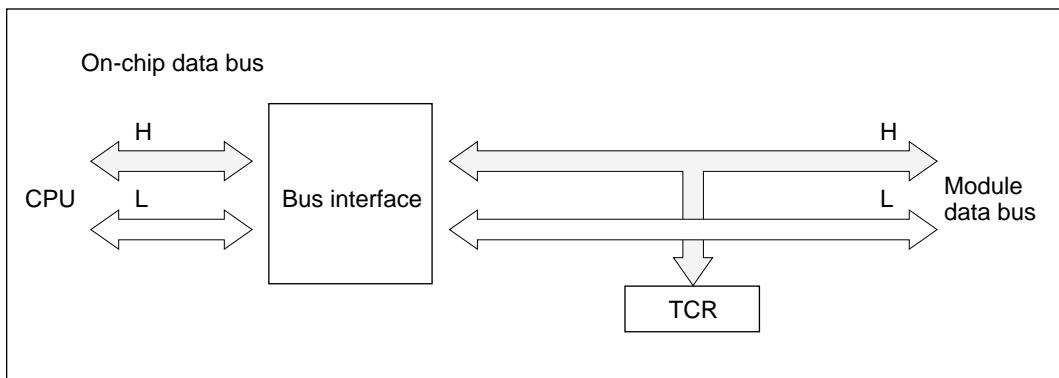 On-chip data bus
H
H
CPU
L
Bus interface
L
Module
data bus
TCR